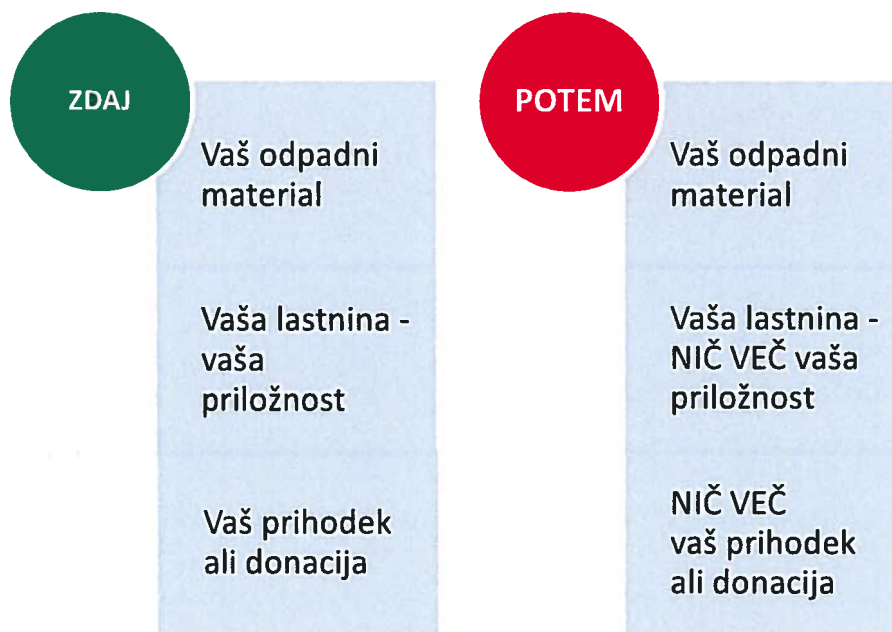 ZDAJ
Vaš odpadni
material
Vaša lastnina -
vaša
priložnost
Vaš prihodek
ali donacija
POTEM
Vaš odpadni
material
Vaša lastnina -
NIČ VEČ vaša
priložnost
NIČ VEČ
vaš prihodek
ali donacija